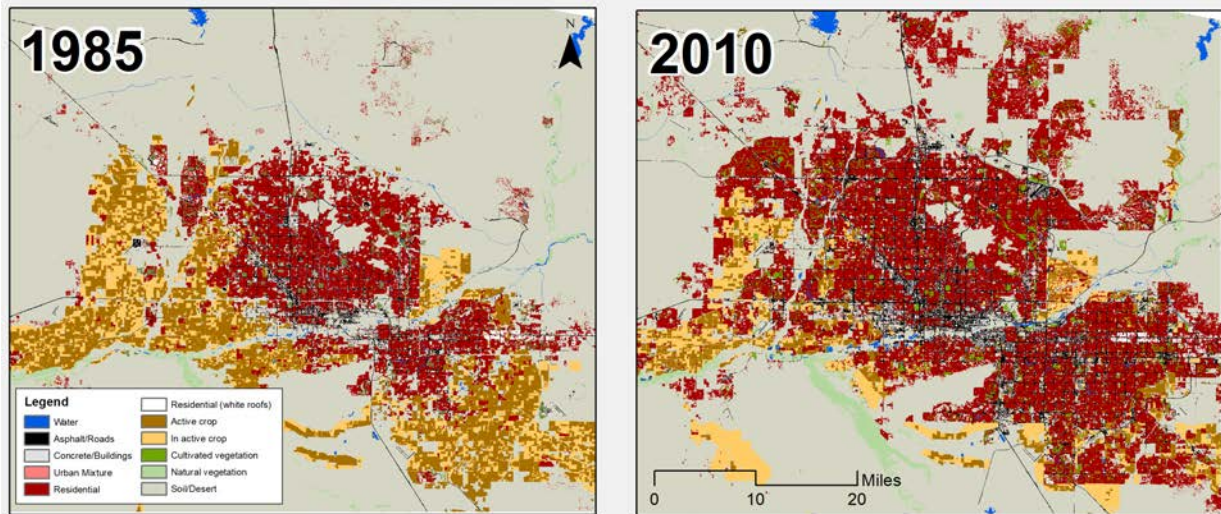 1985
N
Legend
Water
Asphalt/Roads
Concrete/Buildings
Urban Mixture
Residential
Residential (white roofs)
Active crop
In active crop
Cultivated vegetation
Natural vegetation
Soil/Desert
2010
Miles
0 10 20